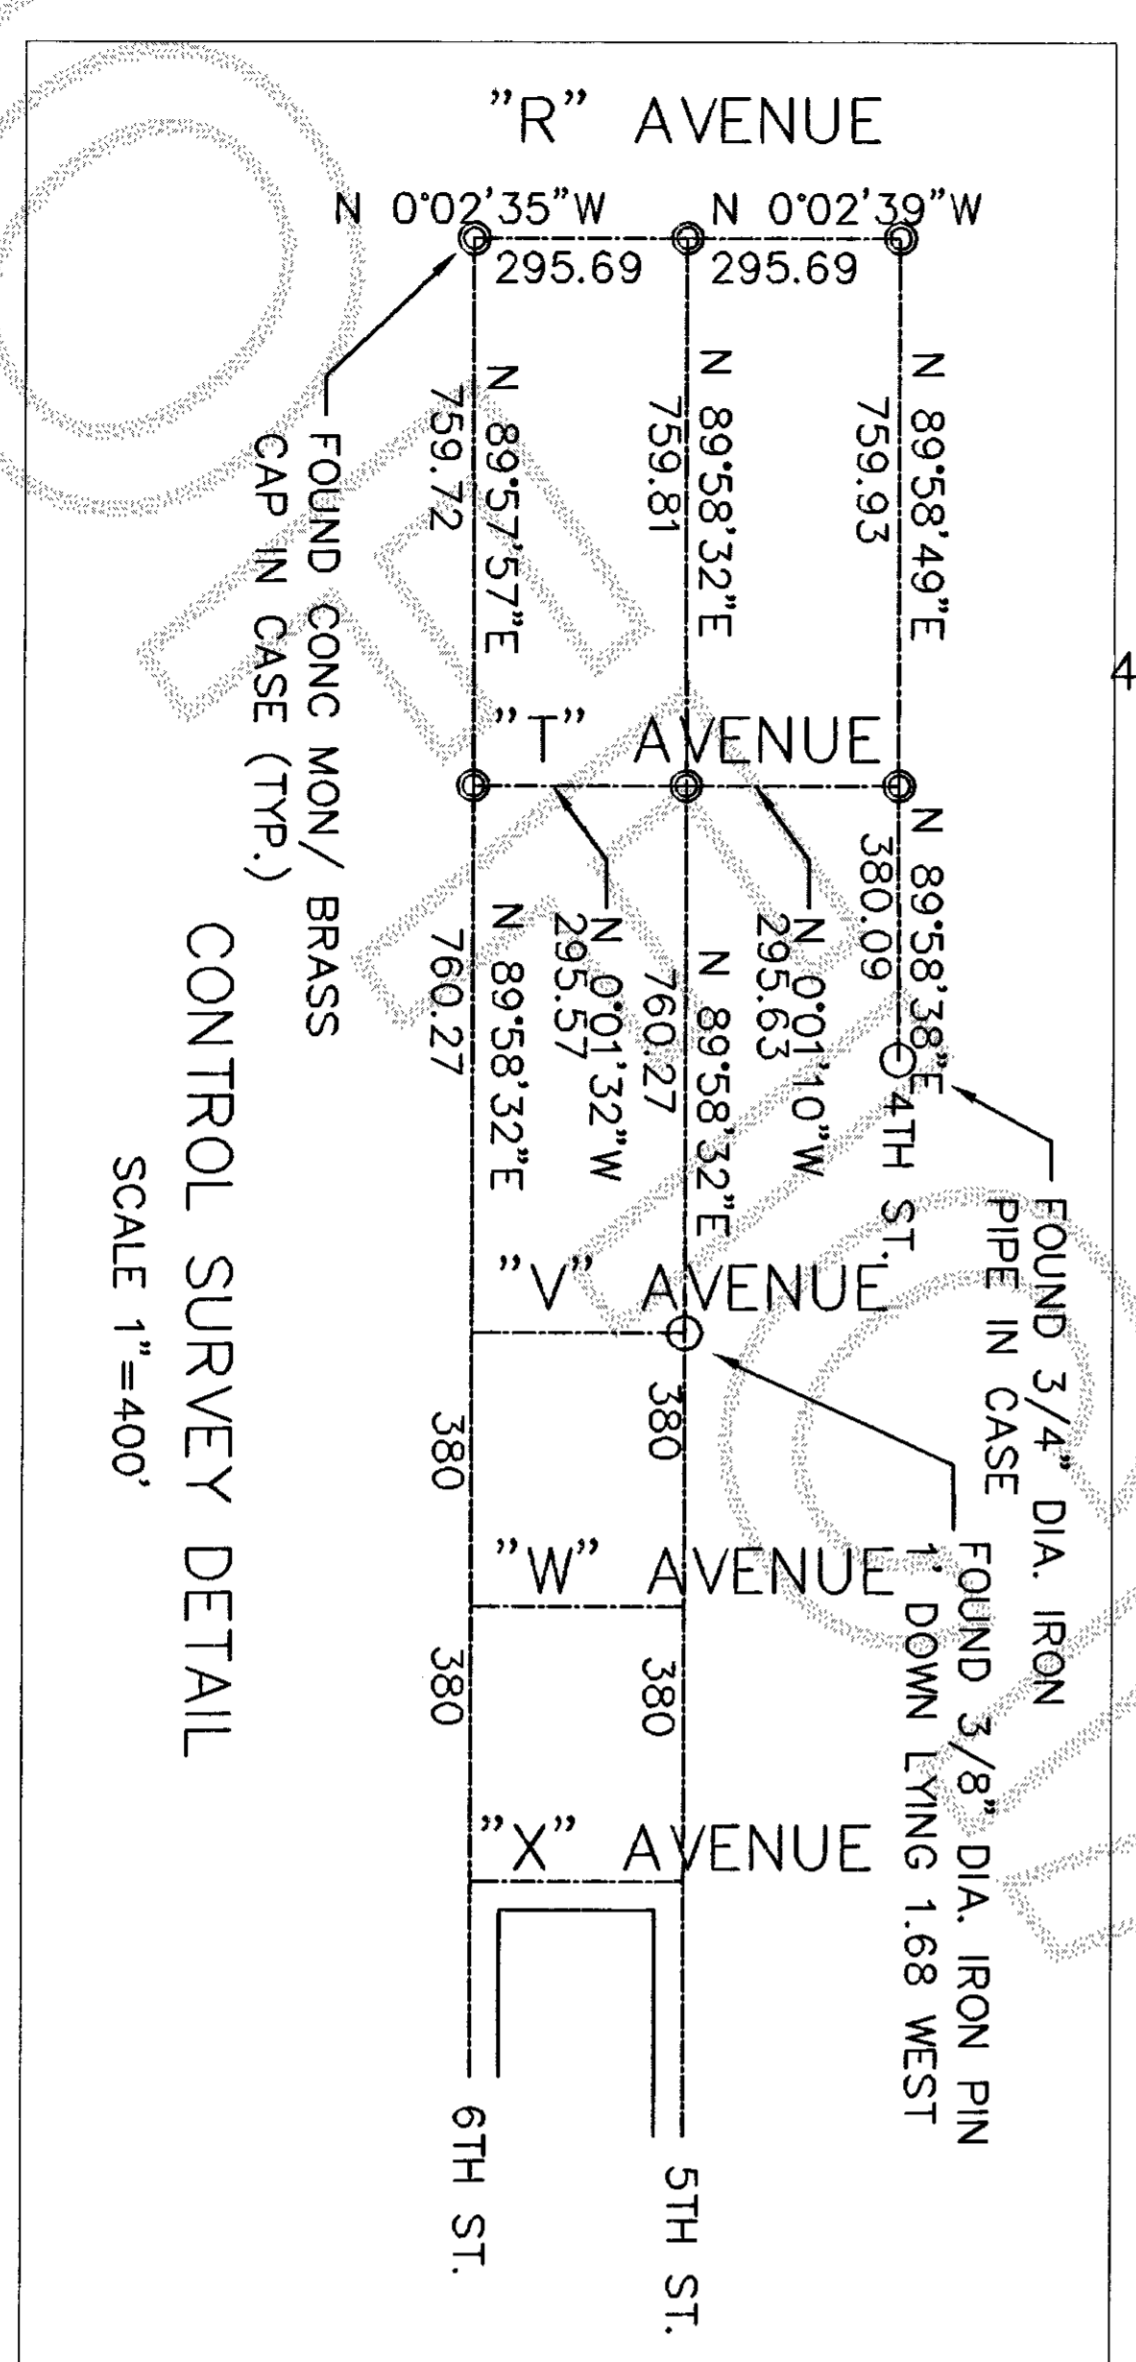 "R" AVENUE
N 0°02'35"W
N 0°02'39"W
295.69
295.69
N 89°58'49"E
759.93
N 89°58'32"E
759.81
N 89°57'57"E
759.72
FOUND CONC MON/ BRASS
CAP IN CASE (TYP.)
"T" AVENUE
N 89°58'38"E
380.09
4TH ST.
N 0°01'10"W
295.63
N 89°58'32"E
760.27
N 0°01'32"W
295.57
N 89°58'32"E
760.27
FOUND 3/4" DIA. IRON
PIPE IN CASE
"V" AVENUE
FOUND 3/8" DIA. IRON PIN
1' DOWN LYING 1.68 WEST
380
380
"W" AVENUE
380
380
"X" AVENUE
5TH ST.
6TH ST.
CONTROL SURVEY DETAIL
SCALE 1"=400'
4